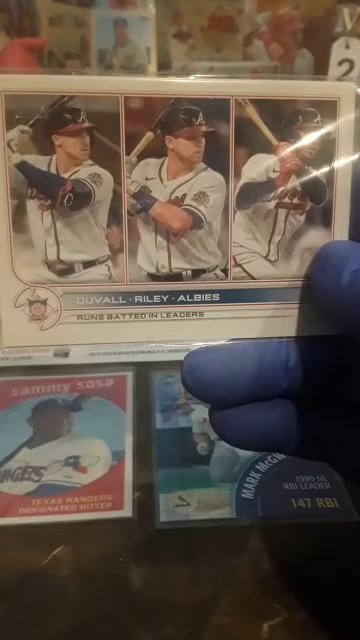 2
DUVALL · RILEY · ALBIES
RUNS BATTED IN LEADERS
sammy sosa
TEXAS RANGERS®
DESIGNATED HITTER
MARK
1999 NL
RBI LEADER
147 RBI